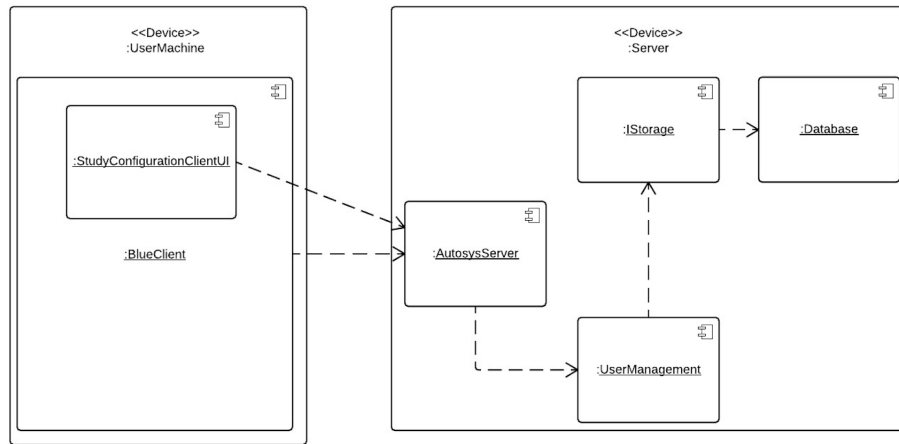 <<Device>>
:UserMachine
:StudyConfigurationClientUI
:BlueClient
<<Device>>
:Server
:IStorage
:Database
:AutosysServer
:UserManagement